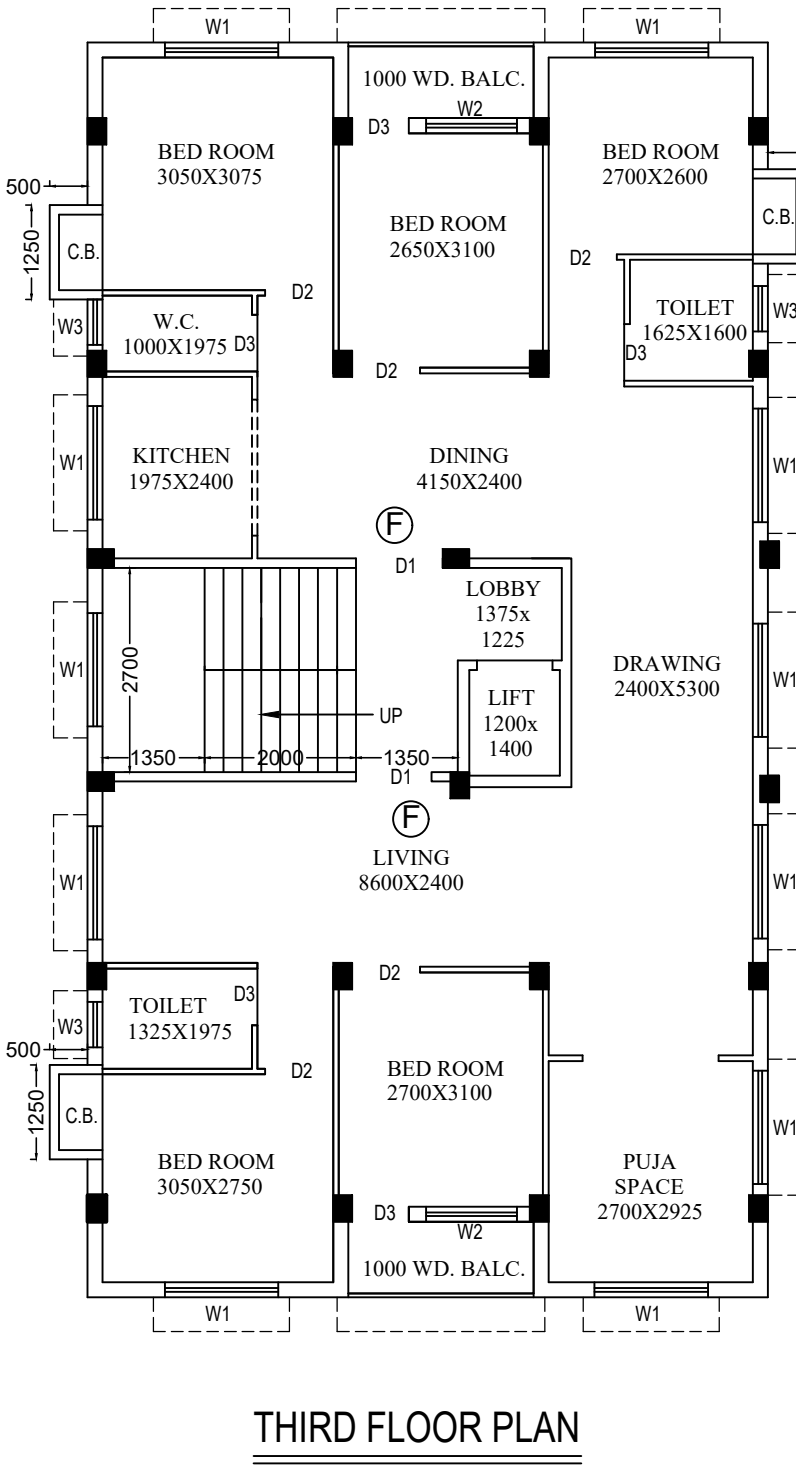 W1
W1
1000 WD. BALC.
W2
D3
BED ROOM
3050X3075
BED ROOM
2700X2600
500
BED ROOM
2650X3100
C.B.
C.B.
1250
D2
D2
W3
W.C.
1000X1975
D3
TOILET
1625X1600
W3
D3
D2
W1
KITCHEN
1975X2400
DINING
4150X2400
W1
F
D1
LOBBY
1375x
1225
W1
2700
DRAWING
2400X5300
W1
LIFT
1200x
1400
UP
1350
2000
1350
D1
F
W1
LIVING
8600X2400
W1
D2
D3
TOILET
1325X1975
W3
500
D2
BED ROOM
2700X3100
1250
C.B.
W1
BED ROOM
3050X2750
PUJA
SPACE
2700X2925
D3
W2
1000 WD. BALC.
W1
W1
THIRD FLOOR PLAN